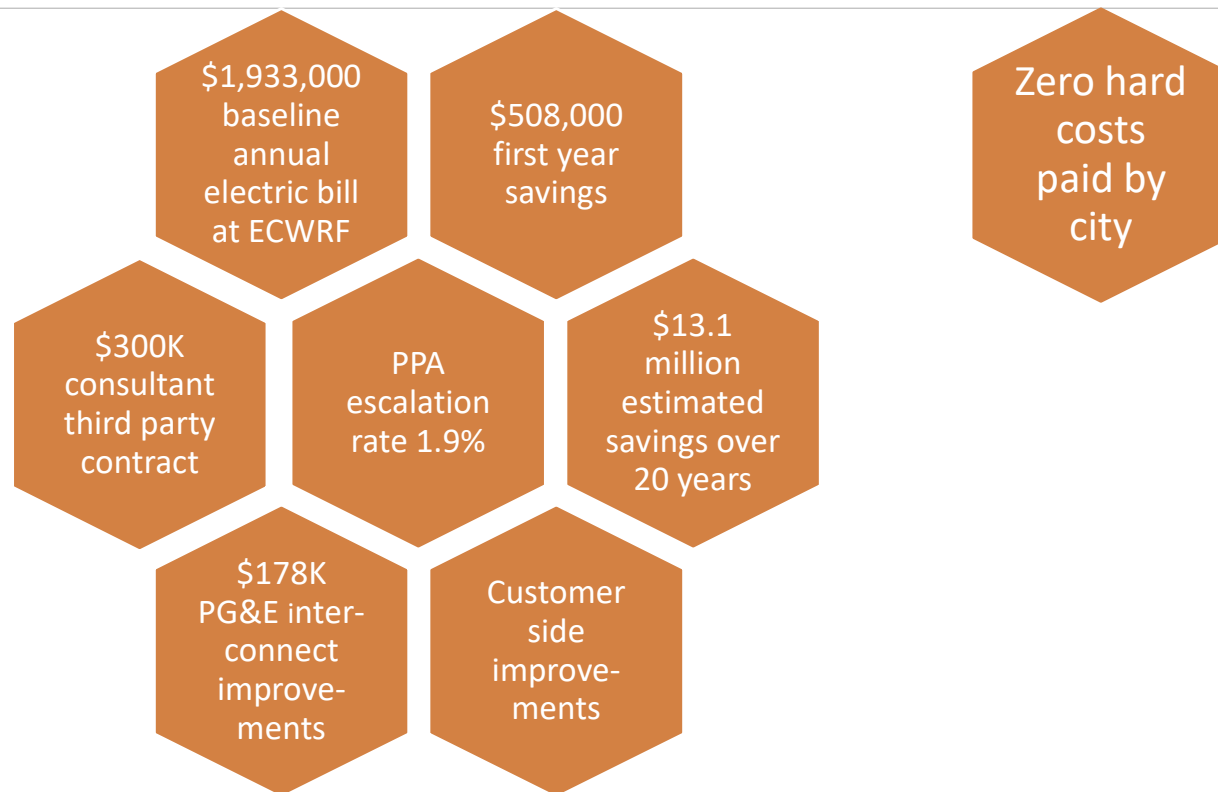 $1,933,000
baseline
annual
electric bill
at ECWRF
$508,000
first year
savings
Zero hard
costs
paid by
city
$300K
consultant
third party
contract
PPA
escalation
rate 1.9%
$13.1
million
estimated
savings over
20 years
$178K
PG&E inter-
connect
improve-
ments
Customer
side
improve-
ments